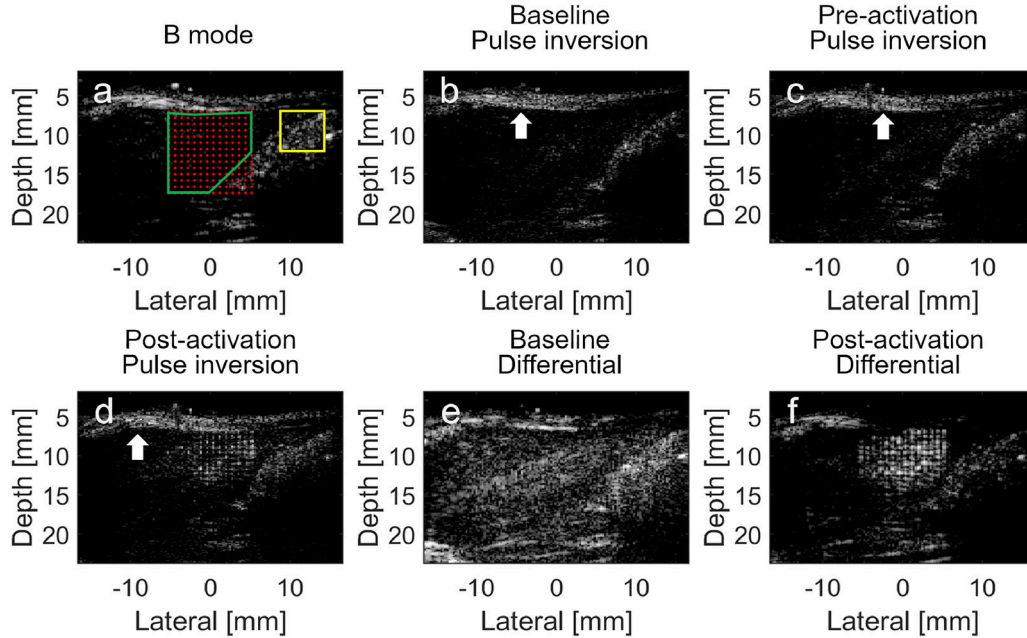 B mode
Baseline
Pulse inversion
Pre-activation
Pulse inversion
a
b
c
Depth [mm]
5
10
15
20
Depth [mm]
5
10
15
20
Depth [mm]
5
10
15
20
-10 0 10
-10 0 10
-10 0 10
Lateral [mm]
Lateral [mm]
Lateral [mm]
Post-activation
Pulse inversion
Baseline
Differential
Post-activation
Differential
d
e
f
Depth [mm]
5
10
15
20
Depth [mm]
5
10
15
20
Depth [mm]
5
10
15
20
-10 0 10
-10 0 10
-10 0 10
Lateral [mm]
Lateral [mm]
Lateral [mm]